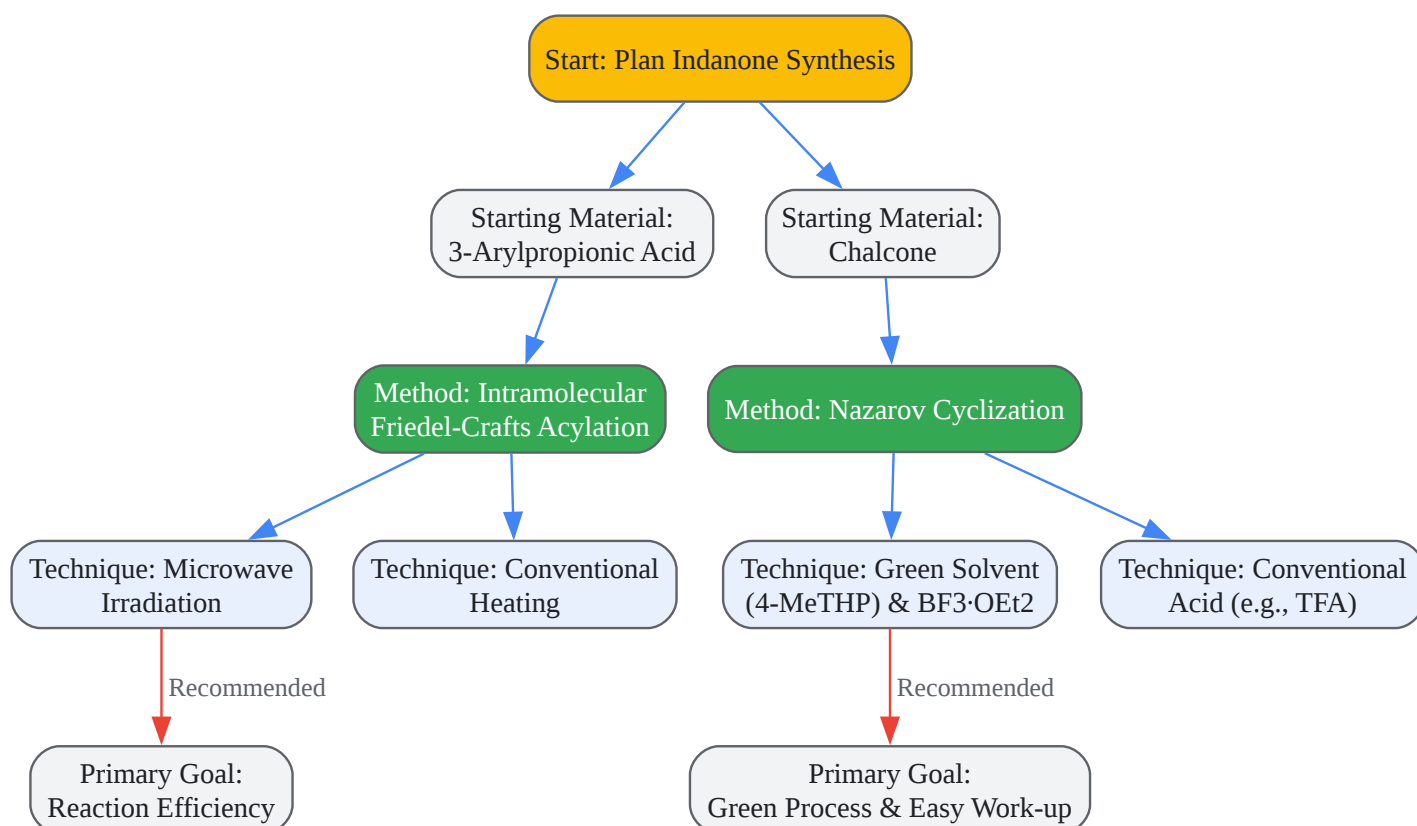 Start: Plan Indanone Synthesis
Starting Material:
3-Arylpropionic Acid
Starting Material:
Chalcone
Method: Intramolecular
Friedel-Crafts Acylation
Method: Nazarov Cyclization
Technique: Microwave
Irradiation
Technique: Conventional
Heating
Technique: Green Solvent
(4-MeTHP) & BF3·OEt2
Technique: Conventional
Acid (e.g., TFA)
Recommended
Recommended
Primary Goal:
Reaction Efficiency
Primary Goal:
Green Process & Easy Work-up